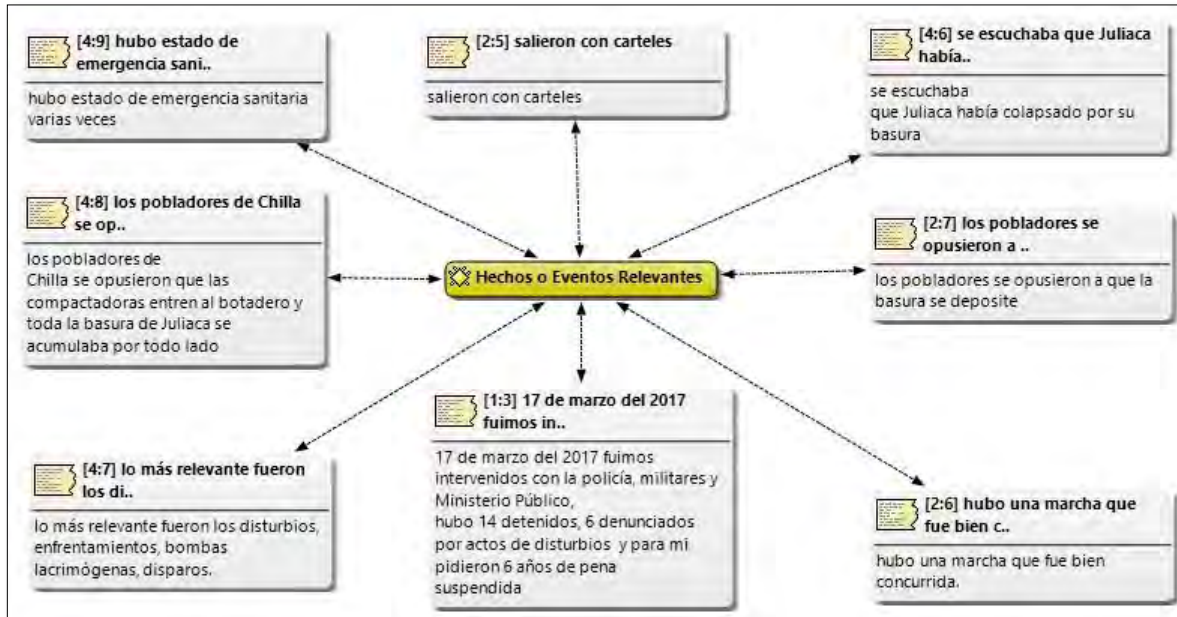 [4:9] hubo estado de
emergencia sani..
hubo estado de emergencia sanitaria
varias veces
[2:5] salieron con carteles
salieron con carteles
[4:6] se escuchaba que Juliaca
había..
se escuchaba
que Juliaca había colapsado por su
basura
[4:8] los pobladores de Chilla
se op..
los pobladores de
Chilla se opusieron que las
compactadoras entren al botadero y
toda la basura de Juliaca se
acumulaba por todo lado
Hechos o Eventos Relevantes
[2:7] los pobladores se
opusieron a ..
los pobladores se opusieron a que la
basura se deposite
[4:7] lo más relevante fueron
los di..
lo más relevante fueron los disturbios,
enfrentamientos, bombas
lacrimógenas, disparos.
[1:3] 17 de marzo del 2017
fuimos in..
17 de marzo del 2017 fuimos
intervenidos con la policía, militares y
Ministerio Público,
hubo 14 detenidos, 6 denunciados
por actos de disturbios y para mi
pidieron 6 años de pena
suspendida
[2:6] hubo una marcha que
fue bien c..
hubo una marcha que fue bien
concurrida.